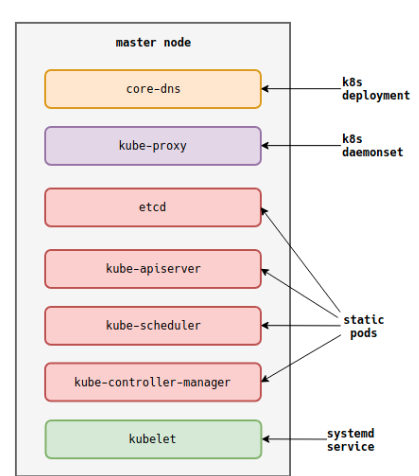 master node
core-dns
k8s
deployment
kube-proxy
k8s
daemonset
etcd
kube-apiserver
kube-scheduler
static
pods
kube-controller-manager
kubelet
systemd
service